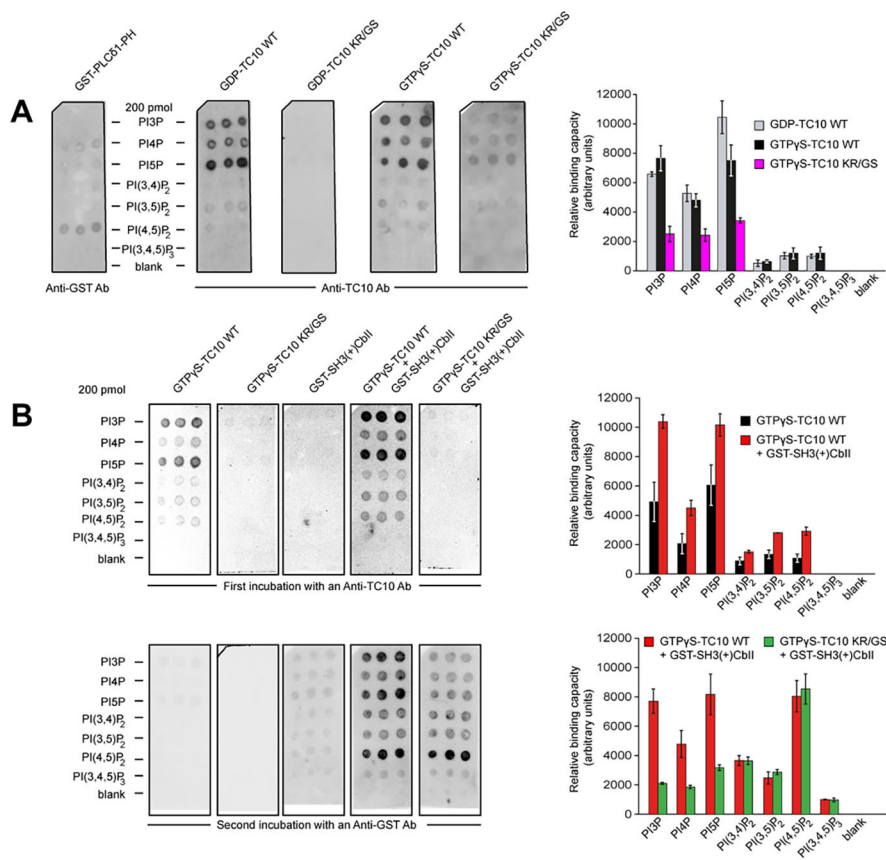 A
GST-PLCδ1-PH
GDP-TC10 WT
GDP-TC10 KR/GS
GTPγS-TC10 WT
GTPγS-TC10 KR/GS
200 pmol
PI3P
PI4P
PI5P
PI(3,4)P2
PI(3,5)P2
PI(4,5)P2
PI(3,4,5)P3
blank
Anti-GST Ab
Anti-TC10 Ab
Relative binding capacity
(arbitrary units)
12000
10000
8000
6000
4000
2000
0
GDP-TC10 WT
GTPγS-TC10 WT
GTPγS-TC10 KR/GS
PI3P
PI4P
PI5P
PI(3,4)P2
PI(3,5)P2
PI(4,5)P2
PI(3,4,5)P3
blank
B
GTPγS-TC10 WT
GTPγS-TC10 KR/GS
GST-SH3(+)CbII
GTPγS-TC10 WT
+
GST-SH3(+)CbII
GTPγS-TC10 KR/GS
+
GST-SH3(+)CbII
200 pmol
PI3P
PI4P
PI5P
PI(3,4)P2
PI(3,5)P2
PI(4,5)P2
PI(3,4,5)P3
blank
First incubation with an Anti-TC10 Ab
Relative binding capacity
(arbitrary units)
12000
10000
8000
6000
4000
2000
0
GTPγS-TC10 WT
GTPγS-TC10 WT
+ GST-SH3(+)CbII
PI3P
PI4P
PI5P
PI(3,4)P2
PI(3,5)P2
PI(4,5)P2
PI(3,4,5)P3
blank
PI3P
PI4P
PI5P
PI(3,4)P2
PI(3,5)P2
PI(4,5)P2
PI(3,4,5)P3
blank
Second incubation with an Anti-GST Ab
Relative binding capacity
(arbitrary units)
12000
10000
8000
6000
4000
2000
0
GTPγS-TC10 WT
+ GST-SH3(+)CbII
GTPγS-TC10 KR/GS
+ GST-SH3(+)CbII
PI3P
PI4P
PI5P
PI(3,4)P2
PI(3,5)P2
PI(4,5)P2
PI(3,4,5)P3
blank